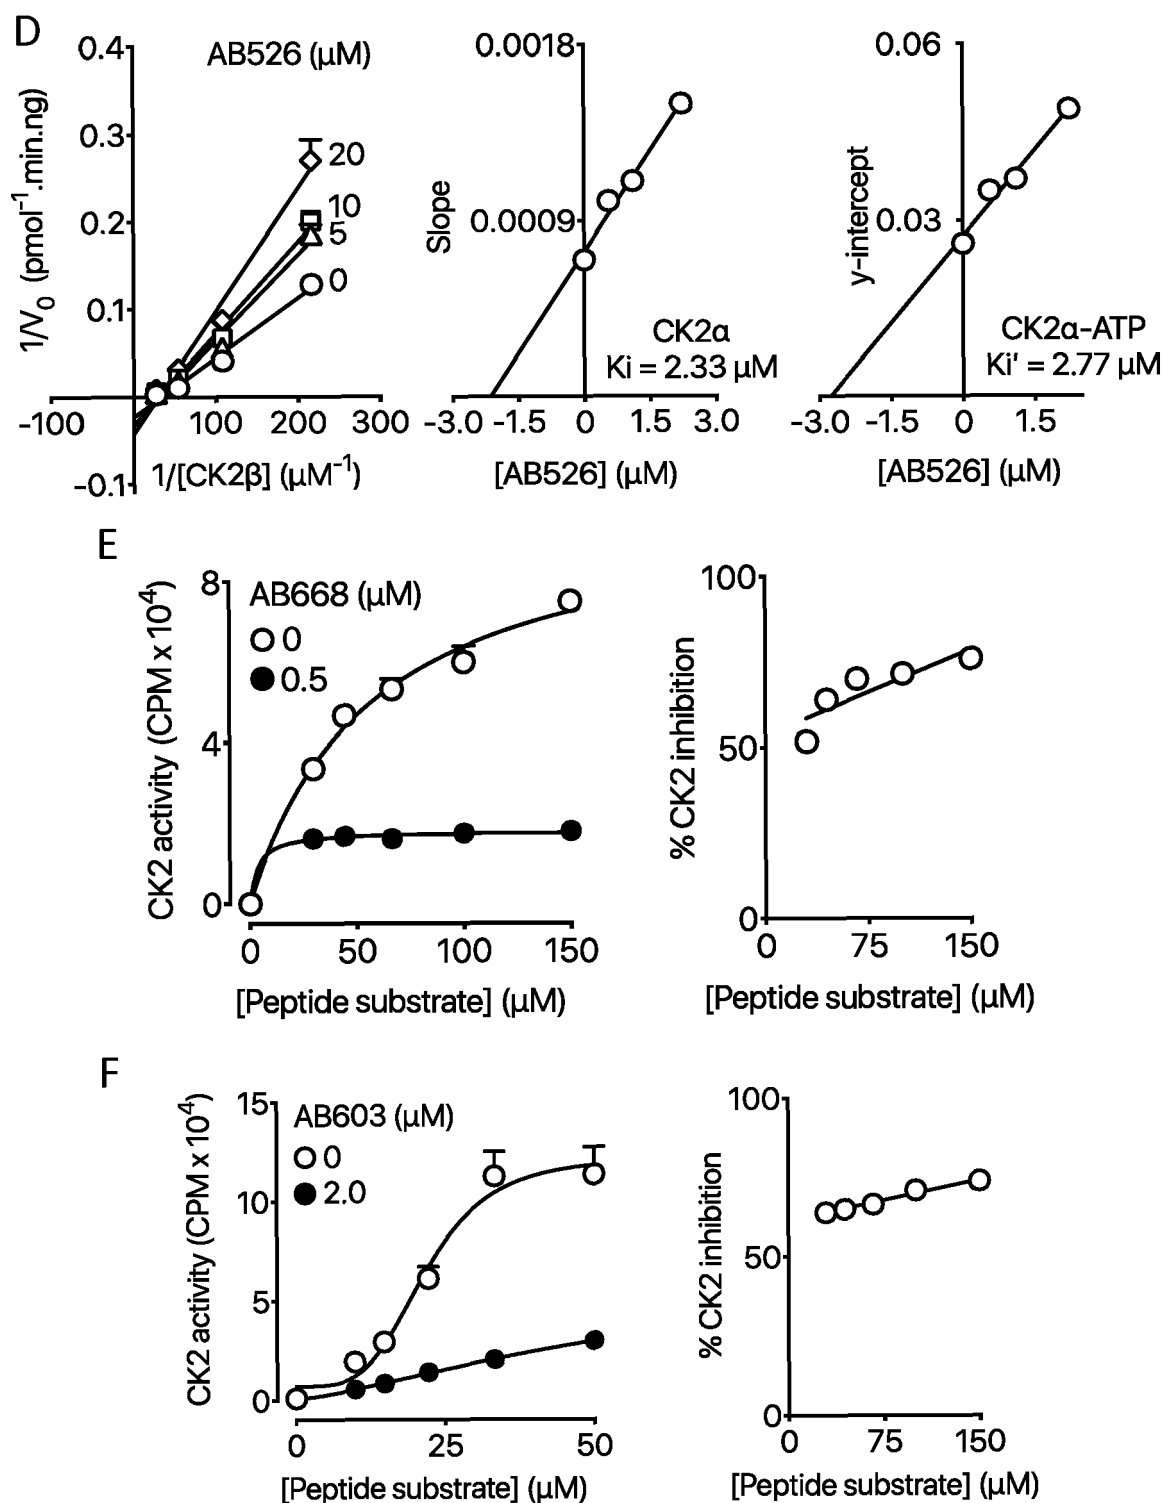 D
0.4
0.3
0.2
0.1
-0.1
1/V0 (pmol−1.min.ng)
AB526 (µM)
20
10
5
0
-100
100
200
300
1/[CK2β] (µM−1)
0.0018
0.0009
Slope
CK2α
Ki = 2.33 µM
-3.0 -1.5 0 1.5 3.0
[AB526] (µM)
0.06
0.03
y-intercept
CK2α-ATP
Ki' = 2.77 µM
-3.0 -1.5 0 1.5
[AB526] (µM)
E
8
4
0
CK2 activity (CPM x 104)
AB668 (µM)
0
0.5
0 50 100 150
[Peptide substrate] (µM)
100
50
0
% CK2 inhibition
0 75 150
[Peptide substrate] (µM)
F
15
10
5
0
CK2 activity (CPM x 104)
AB603 (µM)
0
2.0
0 25 50
[Peptide substrate] (µM)
100
50
0
% CK2 inhibition
0 75 150
[Peptide substrate] (µM)